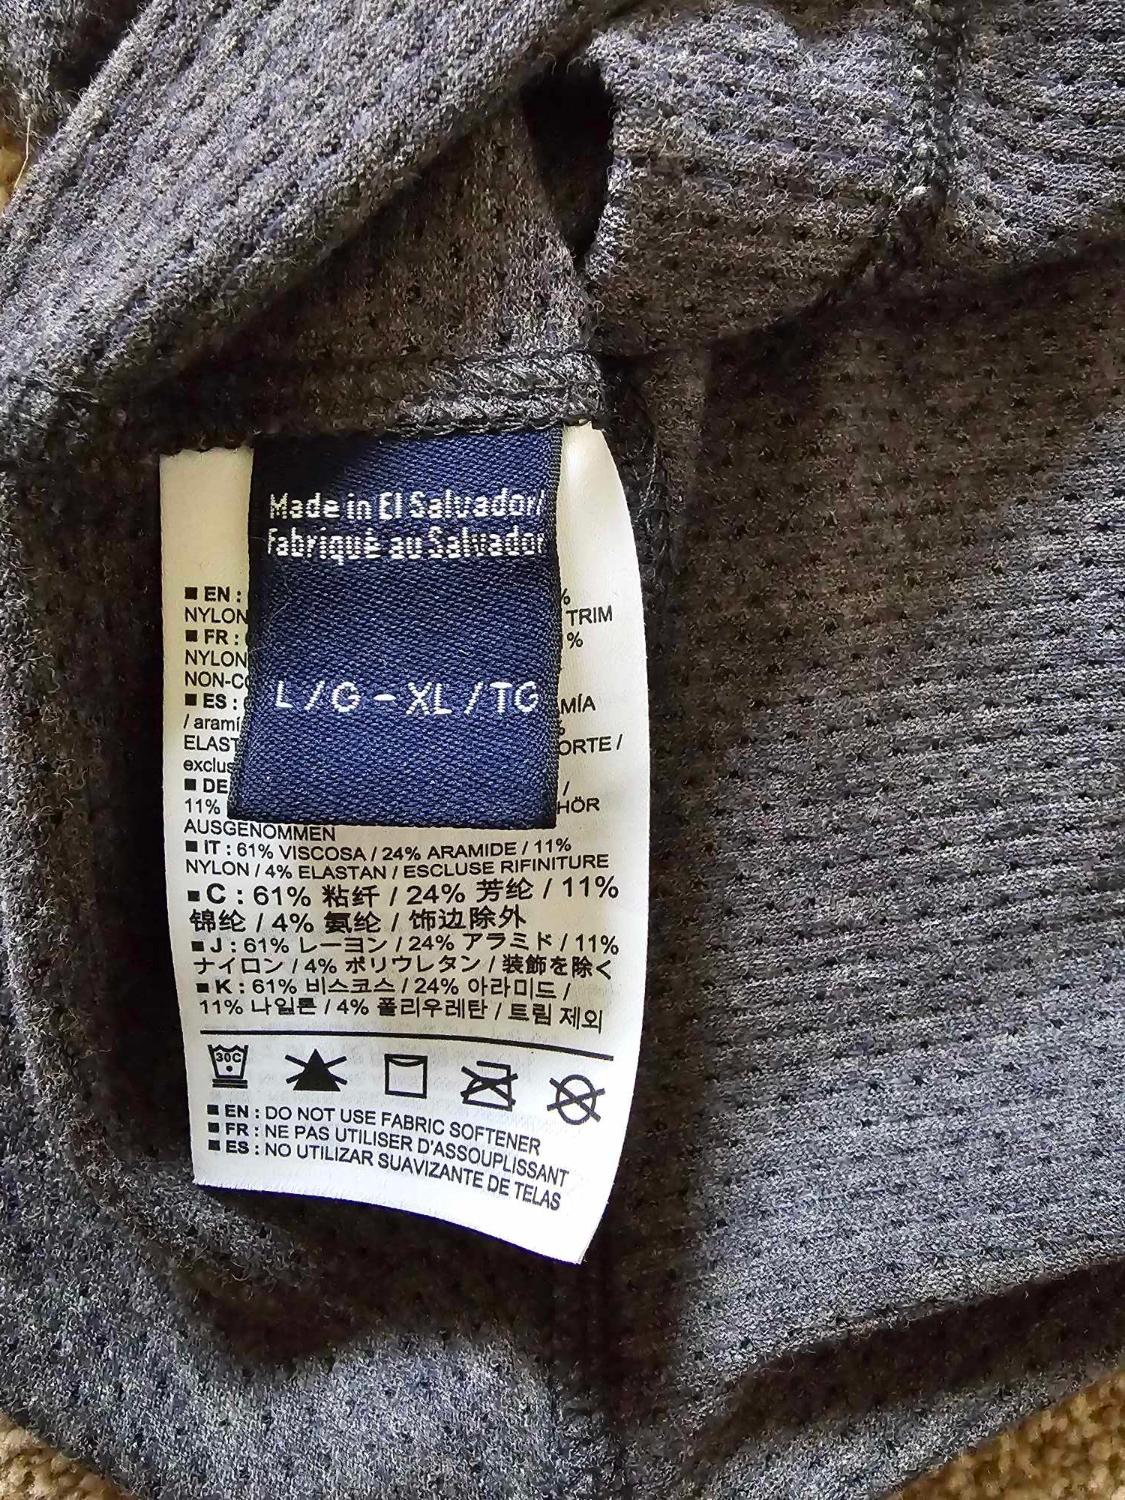 Made in El Salvador/
Fabriqué au Salvador
L/G-XL/TG
■ EN :
%
NYLON
TRIM
■ FR :
%
NYLON
■ ES :
/
ELAST
ORTE /
■ DE
/
11%
AUSGENOMMEN
■ IT : 61% VISCOSA / 24% ARAMIDE / 11%
NYLON / 4% ELASTAN / ESCLUSE RIFINITURE
■ C : 61% 粘纤 / 24% 芳纶 / 11%
锦纶 / 4% 氨纶 / 饰边除外
■ J : 61% レーヨン / 24% アラミド / 11%
ナイロン / 4% ポリウレタン / 装飾を除く
■ K : 61% 비스코스 / 24% 아라미드 /
11% 나일론 / 4% 폴리우레탄 / 트림 제외
30C
■ EN : DO NOT USE FABRIC SOFTENER
■ FR : NE PAS UTILISER D'ASSOUPLISSANT
■ ES : NO UTILIZAR SUAVIZANTE DE TELAS